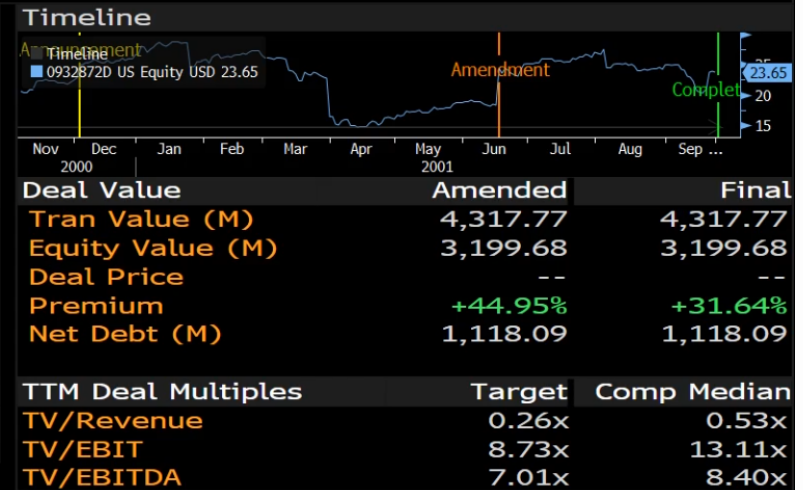 Timeline
Announcement
Timeline
0932872D US Equity USD 23.65
Amendment
Complet
25
23.65
20
15
Nov Dec Jan Feb Mar Apr May Jun Jul Aug Sep ...
2000 2001
Deal Value Amended Final
Tran Value (M) 4,317.77 4,317.77
Equity Value (M) 3,199.68 3,199.68
Deal Price -- --
Premium +44.95% +31.64%
Net Debt (M) 1,118.09 1,118.09
TTM Deal Multiples Target Comp Median
TV/Revenue 0.26x 0.53x
TV/EBIT 8.73x 13.11x
TV/EBITDA 7.01x 8.40x